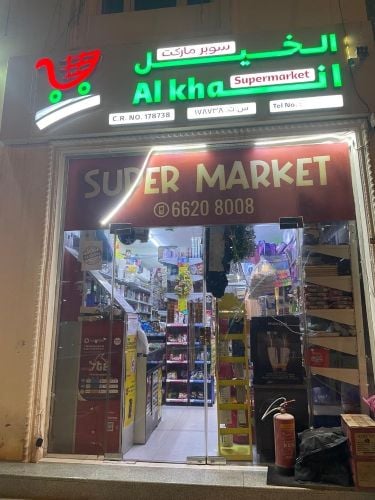 سوبر ماركت
الخيل
Supermarket
Al kha
C.R. NO. 178738
س.ت. ١٧٨٧٣٨
Tel No.
SUPER MARKET
6620 8008